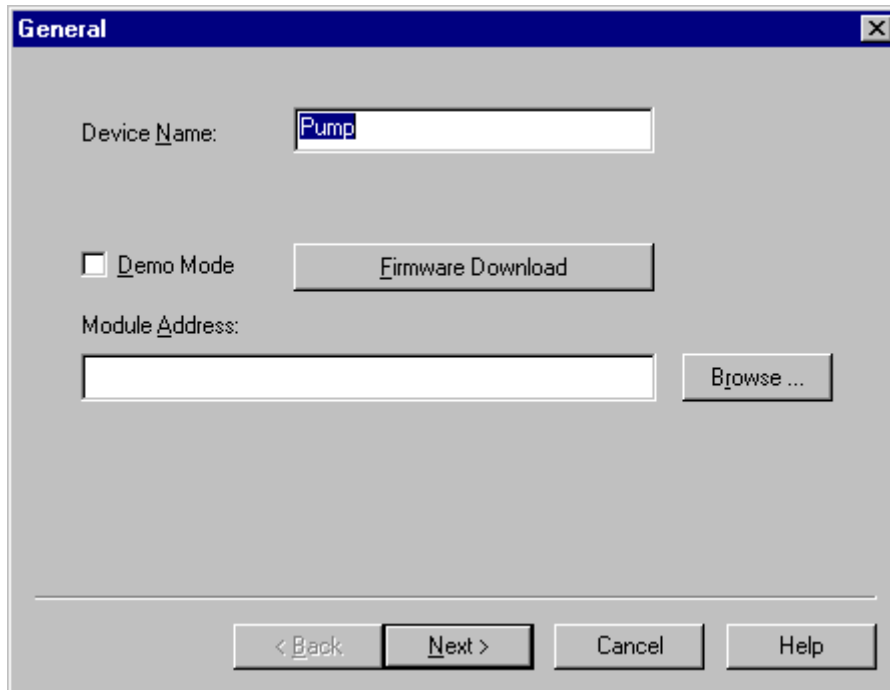 General
Device Name:
Pump
Demo Mode
Firmware Download
Module Address:
Browse ...
< Back
Next >
Cancel
Help